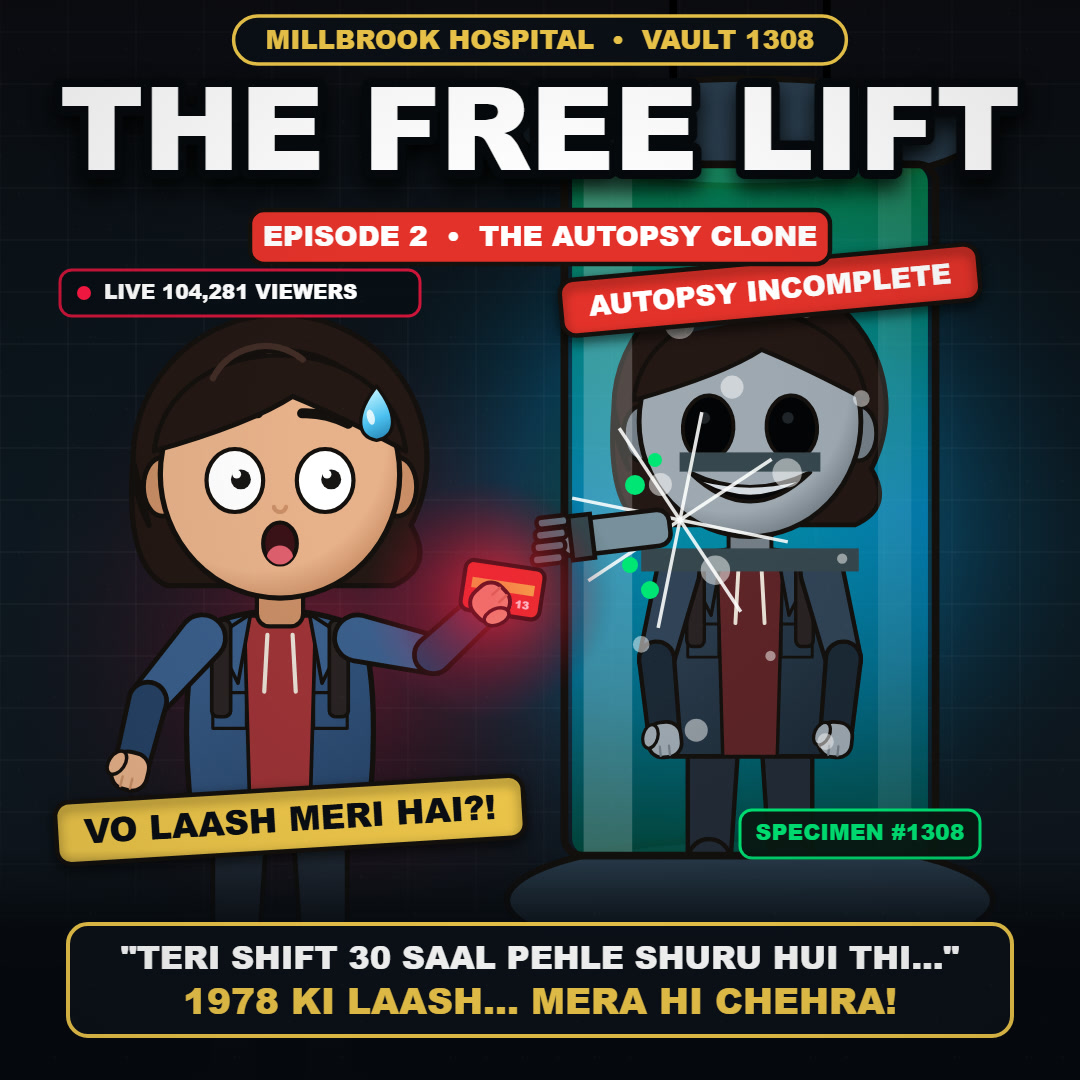 MILLBROOK HOSPITAL • VAULT 1308
THE FREE LIFT
EPISODE 2 • THE AUTOPSY CLONE
LIVE 104,281 VIEWERS
AUTOPSY INCOMPLETE
13
VO LAASH MERI HAI?!
SPECIMEN #1308
"TERI SHIFT 30 SAAL PEHLE SHURU HUI THI..."
1978 KI LAASH... MERA HI CHEHRA!